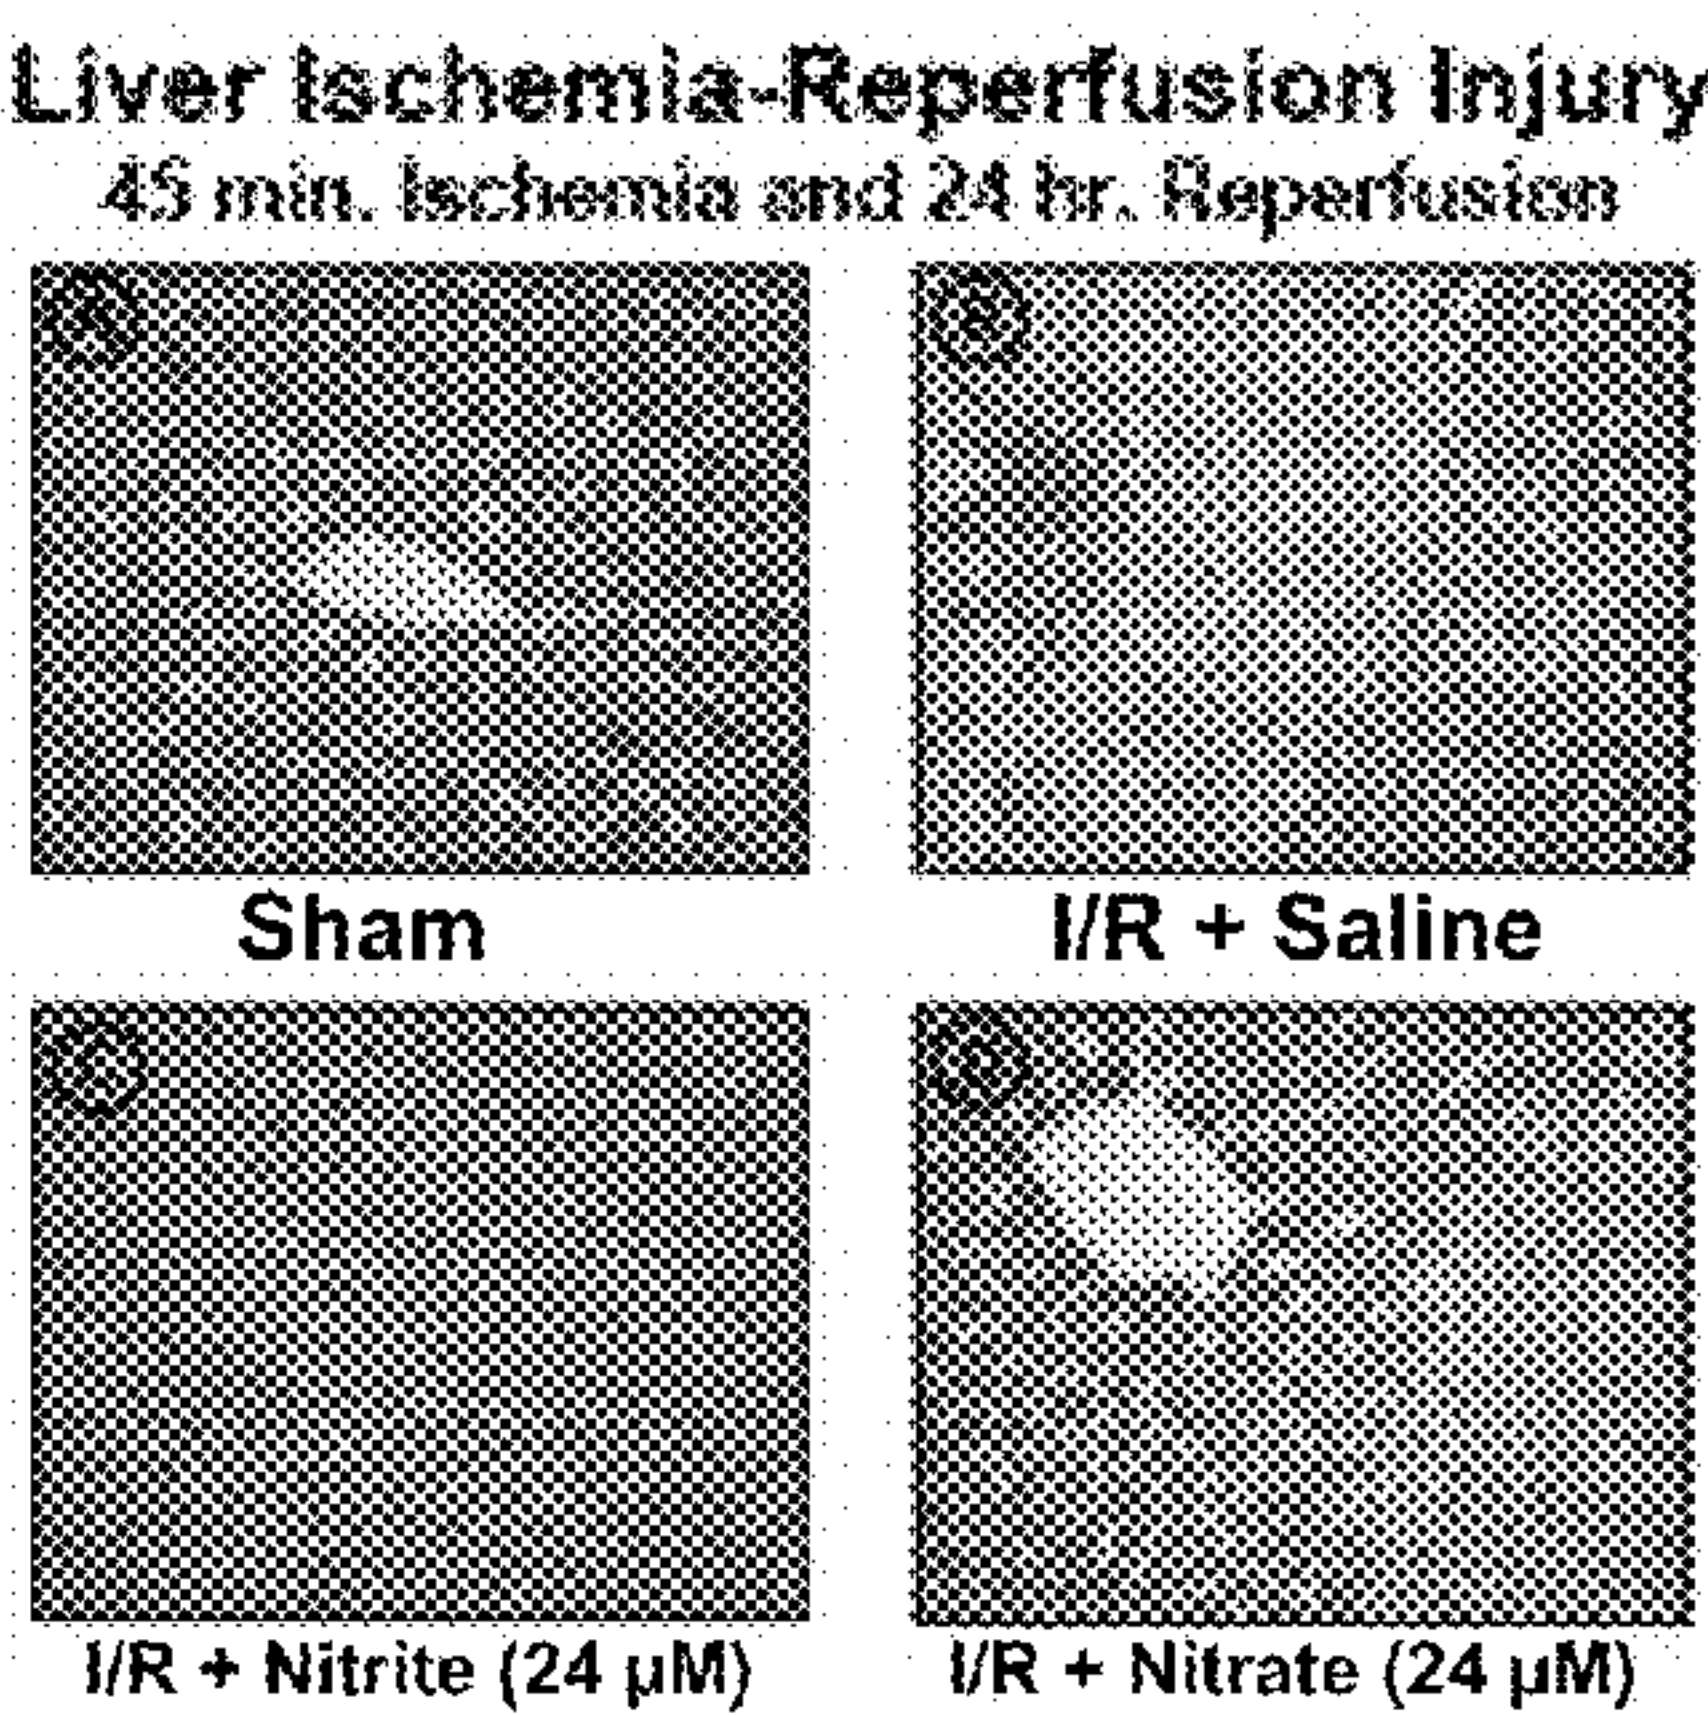 Liver Ischemia-Reperfusion Injury
45 min. Ischemia and 24 hr. Reperfusion
A
B
Sham
I/R + Saline
C
D
I/R + Nitrite (24 µM)
I/R + Nitrate (24 µM)